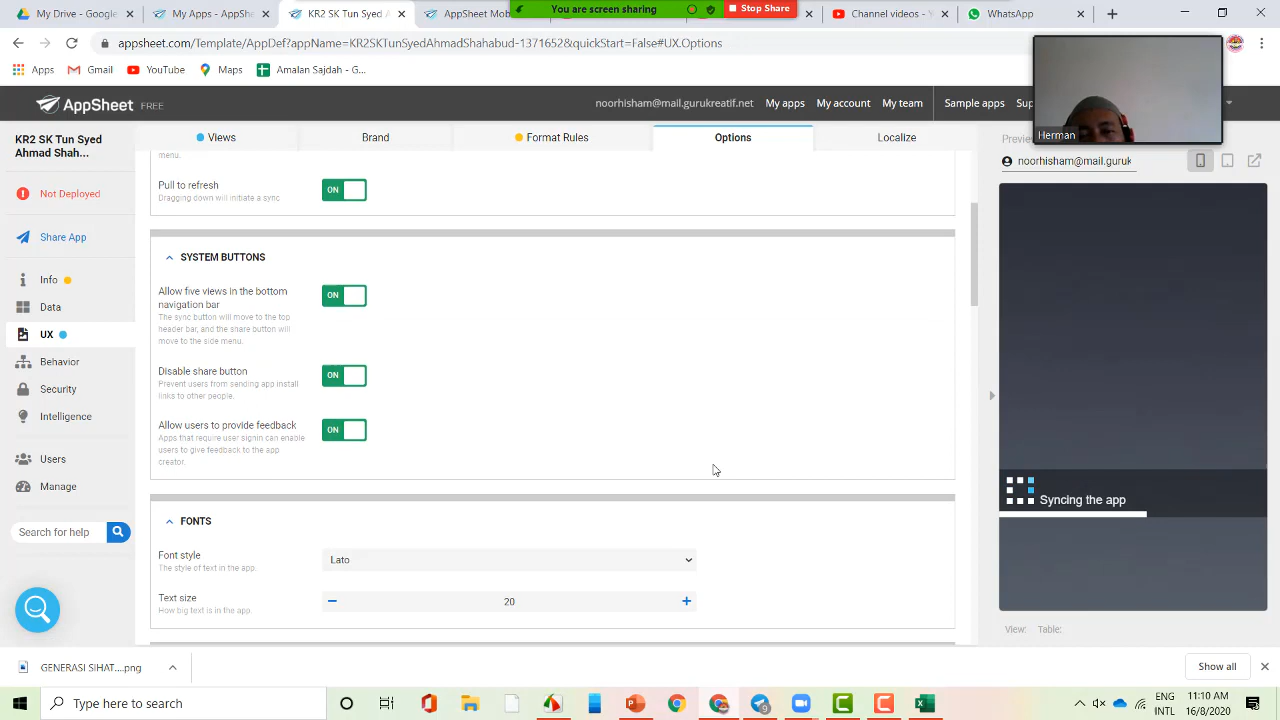 My AppShe
KR2 SK Tun Syed A
AppSheet Mob
You are screen sharing
Stop Share
Channel videos - Yo
WhatsApp
appsheet.com/Template/AppDef?appName=KR2SKTunSyedAhmadShahabud-1371652&quickStart=False#UX.Options
Apps
Gmail
YouTube
Maps
Amalan Sajdah - G...
AppSheet FREE
noorhisham@mail.gurukreatif.net
My apps
My account
My team
Sample apps
Sup
Herman
KR2 SK Tun Syed
Ahmad Shah...
Not Deployed
Share App
Info
Data
UX
Behavior
Security
Intelligence
Users
Manage
Search for help
Views
Brand
Format Rules
Options
Localize
menu.
Pull to refresh
Dragging down will initiate a sync
ON
SYSTEM BUTTONS
Allow five views in the bottom
navigation bar
The sync button will move to the top
header bar, and the share button will
move to the side menu.
ON
Disable share button
Prevent users from sending app install
links to other people.
ON
Allow users to provide feedback
Apps that require user signin can enable
users to give feedback to the app
creator.
ON
FONTS
Font style
The style of text in the app.
Lato
Text size
How big text is in the app.
20
Preview
noorhisham@mail.guruk
Syncing the app
View:
Table:
GENERASI SIHAT....png
Show all
Type here to search
9
ENG
INTL
11:10 AM
16/8/2020